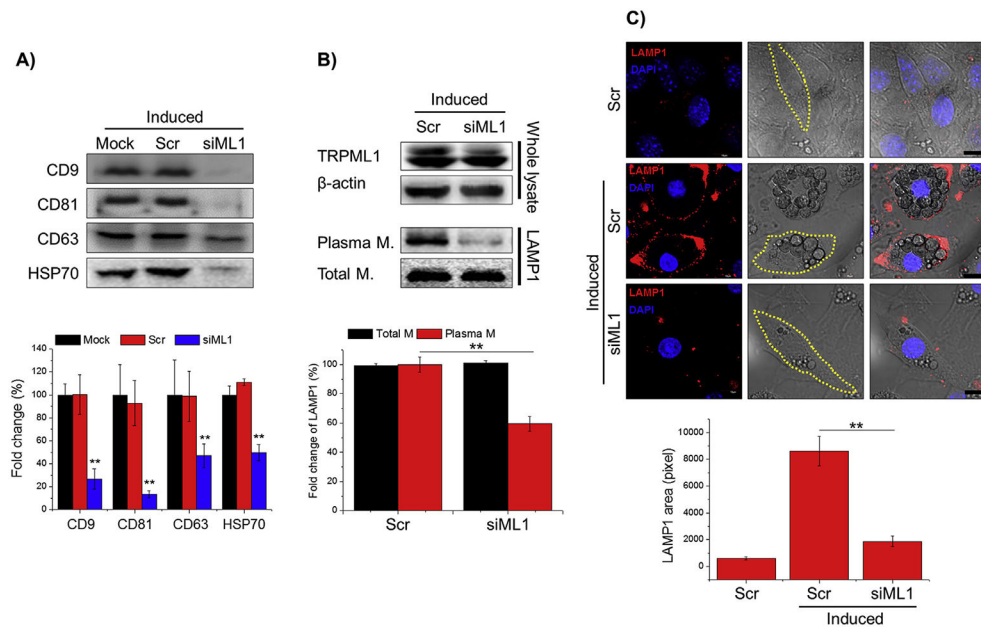 A)
Induced
Mock Scr siML1
CD9
CD81
CD63
HSP70
Mock Scr siML1
Fold change (%)
140
120
100
80
60
40
20
0
** ** ** **
CD9 CD81 CD63 HSP70
B)
Induced
Scr siML1
TRPML1
β-actin
Whole lysate
Plasma M.
Total M.
LAMP1
Total M Plasma M
**
Fold change of LAMP1 (%)
140
120
100
80
60
40
20
0
Scr siML1
C)
LAMP1
DAPI
Scr
LAMP1
DAPI
Scr
Induced
LAMP1
DAPI
siML1
**
LAMP1 area (pixel)
10000
8000
6000
4000
2000
0
Scr Scr siML1
Induced